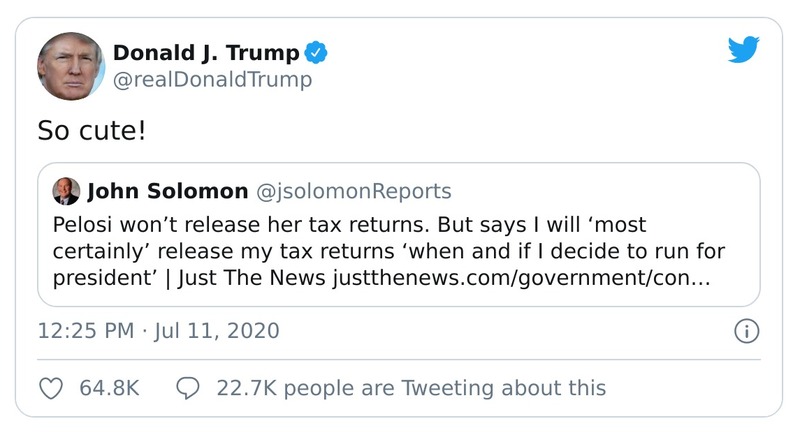 Donald J. Trump
@realDonaldTrump
So cute!
John Solomon @jsolomonReports
Pelosi won’t release her tax returns. But says I will ‘most
certainly’ release my tax returns ‘when and if I decide to run for
president’ | Just The News justthenews.com/government/con…
12:25 PM · Jul 11, 2020
64.8K 22.7K people are Tweeting about this